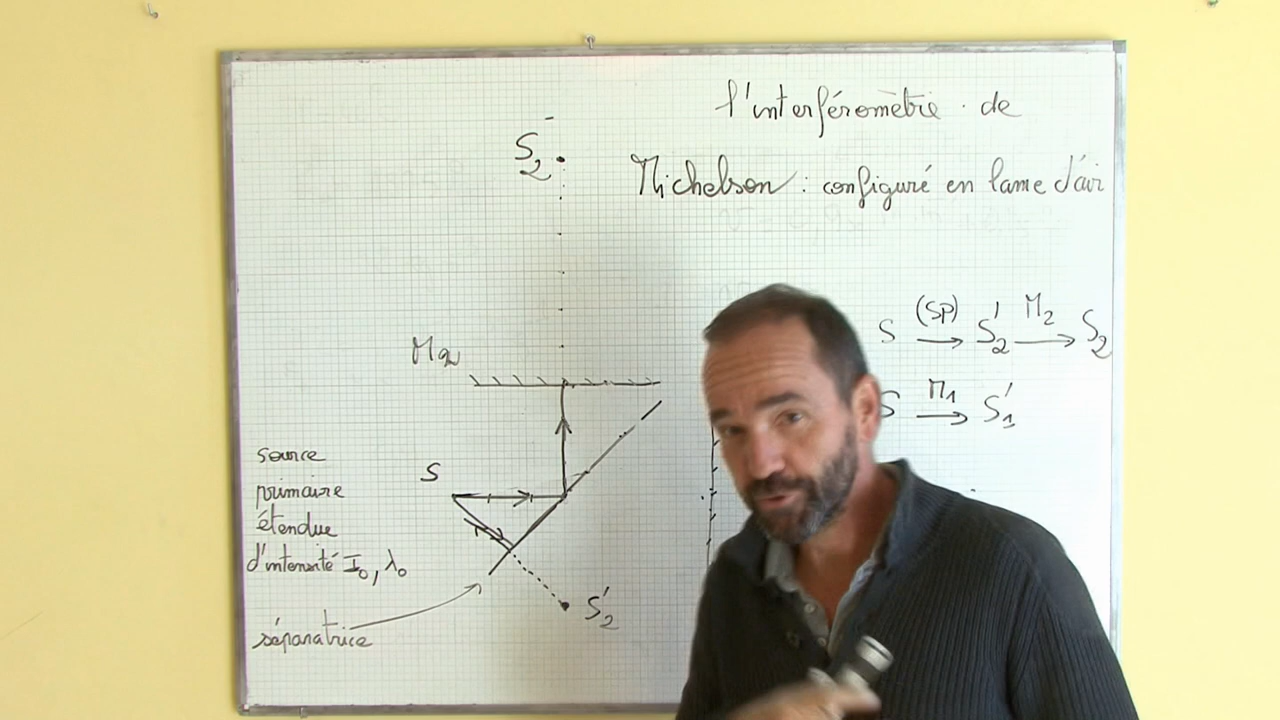 l'interféromètre de
Michelson : configuré en lame d'air
S₂
S (SP)→ S'₂ M₂→ S₂
M₂
S M₁→ S'₁
source
primaire
étendue
d'intensité I₀, λ₀
S
S'₂
séparatrice